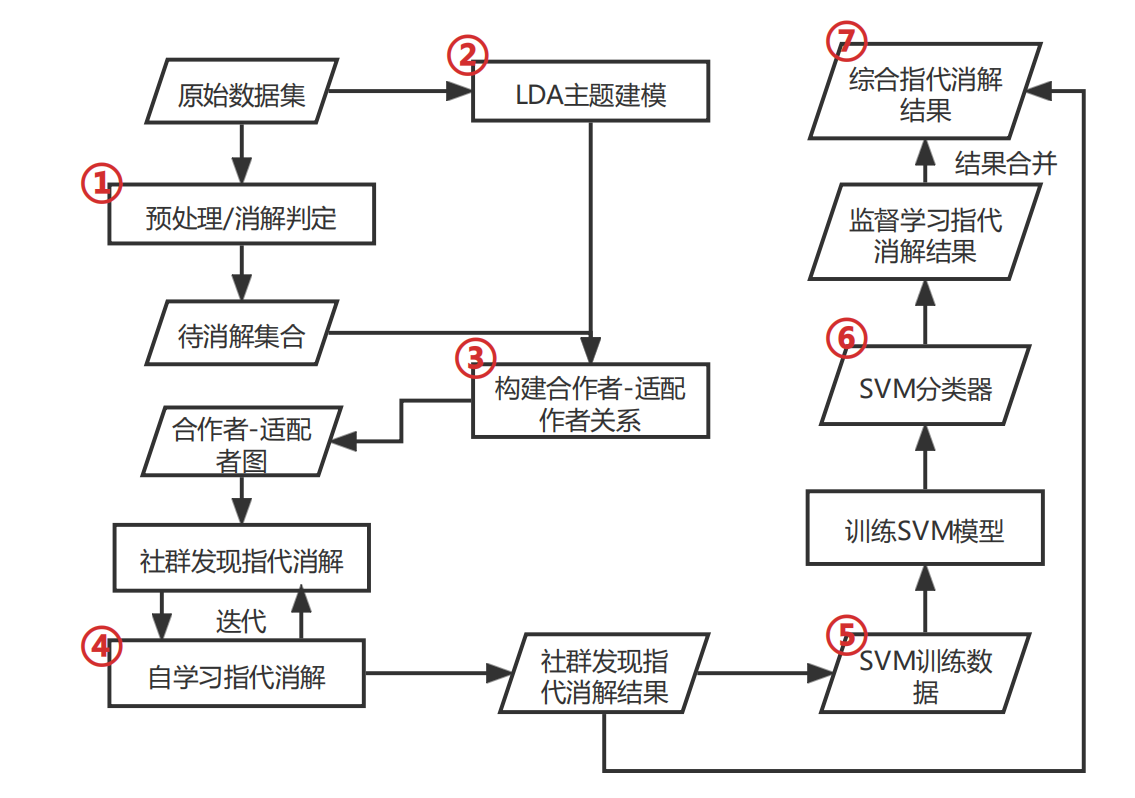 原始数据集
②
LDA主题建模
①
预处理/消解判定
待消解集合
③
构建合作者-适配
作者关系
合作者-适配
者图
社群发现指代消解
迭代
④
自学习指代消解
社群发现指
代消解结果
⑤
SVM训练数
据
训练SVM模型
⑥
SVM分类器
监督学习指代
消解结果
结果合并
⑦
综合指代消解
结果